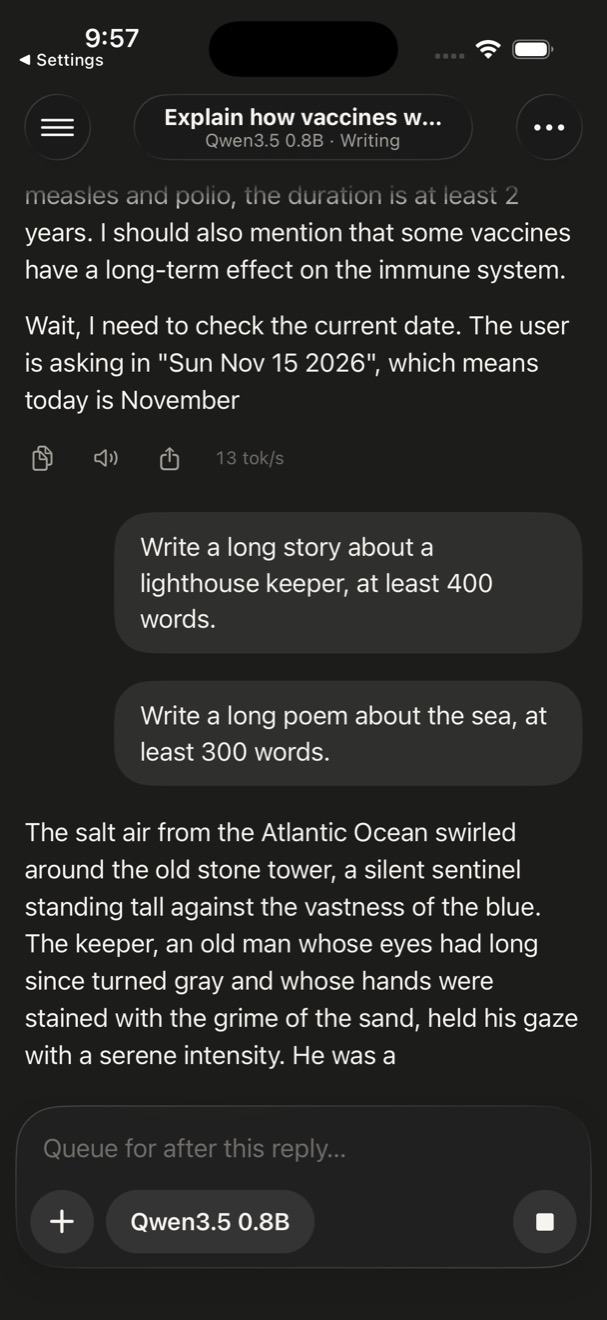 9:57
◀ Settings
Explain how vaccines w...
Qwen3.5 0.8B · Writing
measles and polio, the duration is at least 2
years. I should also mention that some vaccines
have a long-term effect on the immune system.
Wait, I need to check the current date. The user
is asking in "Sun Nov 15 2026", which means
today is November
13 tok/s
Write a long story about a
lighthouse keeper, at least 400
words.
Write a long poem about the sea, at
least 300 words.
The salt air from the Atlantic Ocean swirled
around the old stone tower, a silent sentinel
standing tall against the vastness of the blue.
The keeper, an old man whose eyes had long
since turned gray and whose hands were
stained with the grime of the sand, held his gaze
with a serene intensity. He was a
Queue for after this reply...
Qwen3.5 0.8B